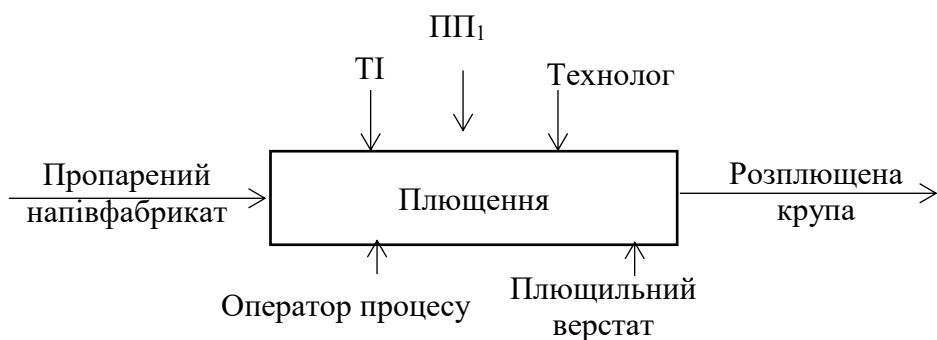 ПП₁
ТІ
Технолог
Пропарений
напівфабрикат
Плющення
Розплющена
крупа
Оператор процесу
Плющильний
верстат